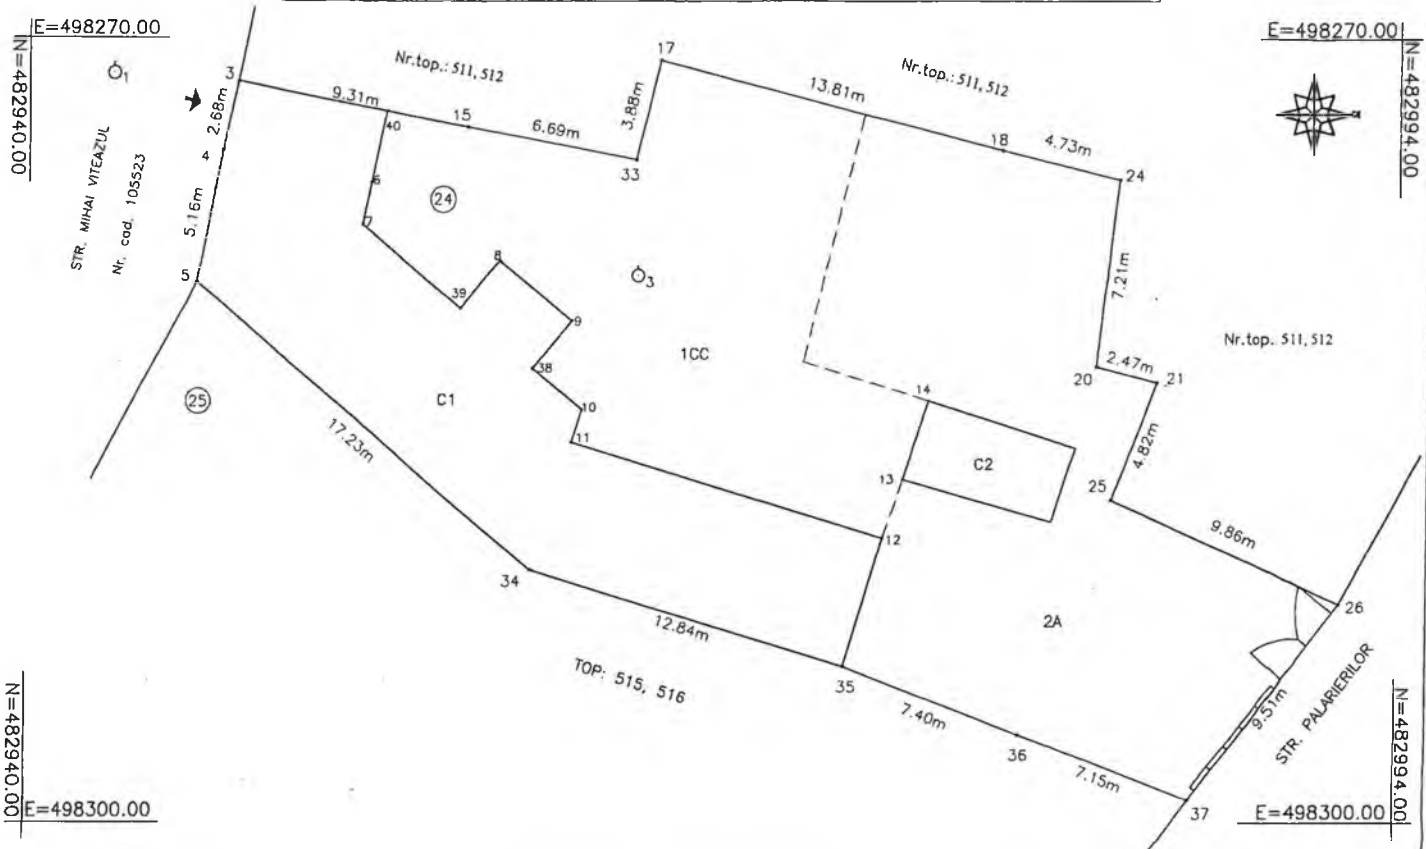 E=498270.00
N=482940.00
E=498270.00
N=482994.00
1
3
2.68m
4
5.16m
5
STR. MIHAI VITEAZUL
Nr. cad. 105523
9.31m
40
15
Nr.top.: 511, 512
6.69m
33
3.88m
17
13.81m
Nr.top.: 511, 512
18
4.73m
24
6
7
24
8
39
9
38
10
11
3
1CC
C1
25
17.23m
7.21m
2.47m
20
21
Nr.top. 511, 512
14
C2
13
12
4.82m
25
9.86m
26
34
12.84m
TOP: 515, 516
35
2A
7.40m
36
7.15m
37
9.51m
STR. PALARIERILOR
N=482940.00
E=498300.00
N=482994.00
E=498300.00